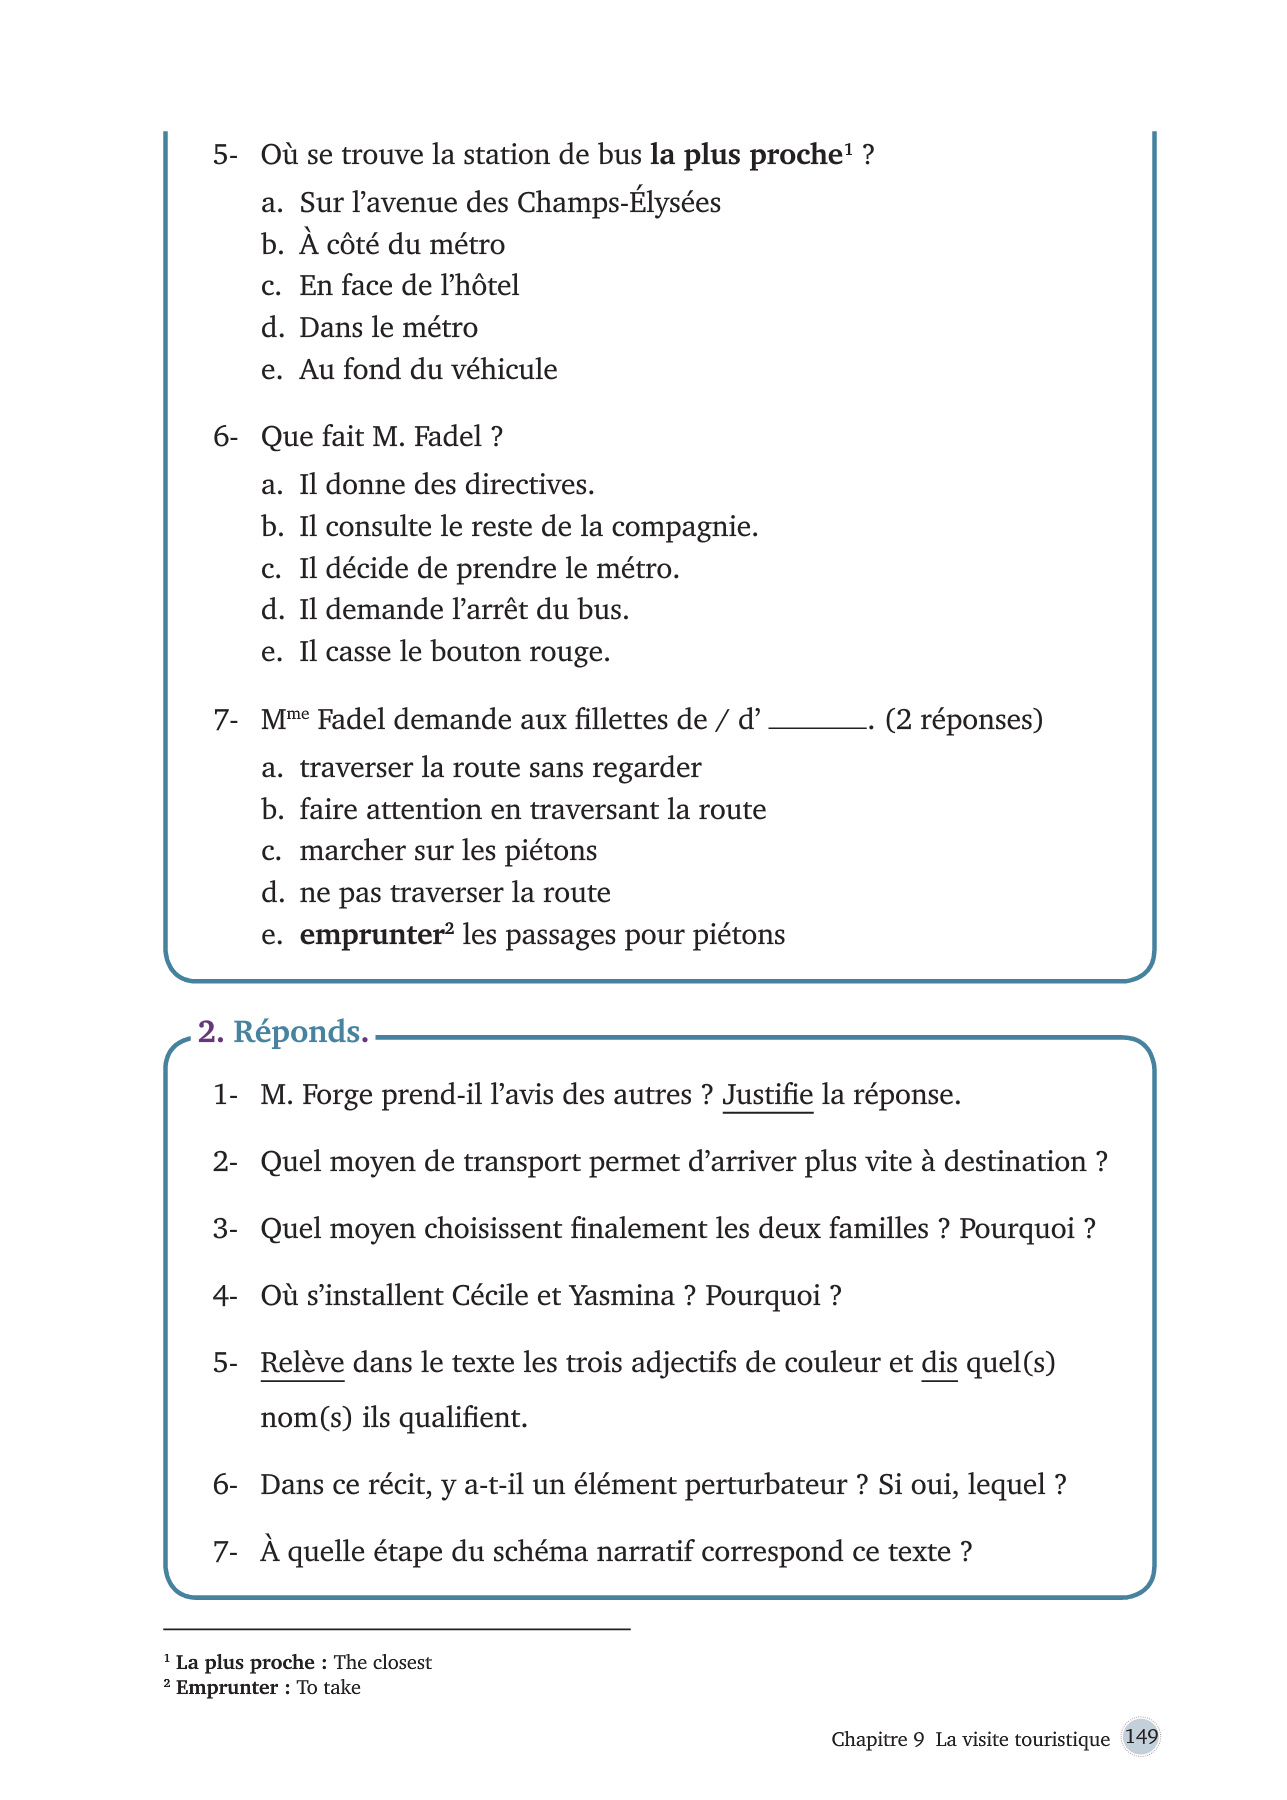 5- Où se trouve la station de bus la plus proche¹ ?
a. Sur l’avenue des Champs-Élysées
b. À côté du métro
c. En face de l’hôtel
d. Dans le métro
e. Au fond du véhicule
6- Que fait M. Fadel ?
a. Il donne des directives.
b. Il consulte le reste de la compagnie.
c. Il décide de prendre le métro.
d. Il demande l’arrêt du bus.
e. Il casse le bouton rouge.
7- Mᵐᵉ Fadel demande aux fillettes de / d’ _______. (2 réponses)
a. traverser la route sans regarder
b. faire attention en traversant la route
c. marcher sur les piétons
d. ne pas traverser la route
e. emprunter² les passages pour piétons
2. Réponds.
1- M. Forge prend-il l’avis des autres ? Justifie la réponse.
2- Quel moyen de transport permet d’arriver plus vite à destination ?
3- Quel moyen choisissent finalement les deux familles ? Pourquoi ?
4- Où s’installent Cécile et Yasmina ? Pourquoi ?
5- Relève dans le texte les trois adjectifs de couleur et dis quel(s)
nom(s) ils qualifient.
6- Dans ce récit, y a-t-il un élément perturbateur ? Si oui, lequel ?
7- À quelle étape du schéma narratif correspond ce texte ?
¹ La plus proche : The closest
² Emprunter : To take
Chapitre 9 La visite touristique 149